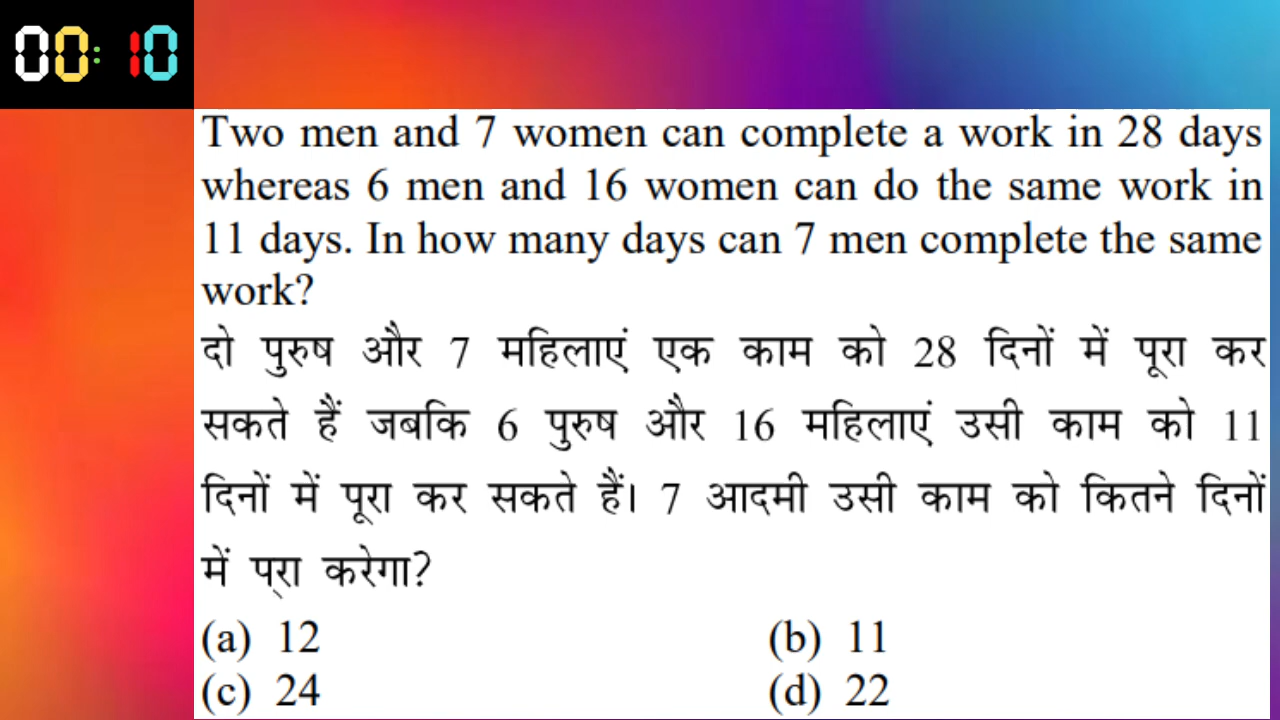 00:10
Two men and 7 women can complete a work in 28 days
whereas 6 men and 16 women can do the same work in
11 days. In how many days can 7 men complete the same
work?
दो पुरुष और 7 महिलाएं एक काम को 28 दिनों में पूरा कर
सकते हैं जबकि 6 पुरुष और 16 महिलाएं उसी काम को 11
दिनों में पूरा कर सकते हैं। 7 आदमी उसी काम को कितने दिनों
में पूरा करेगा?
(a) 12 (b) 11
(c) 24 (d) 22